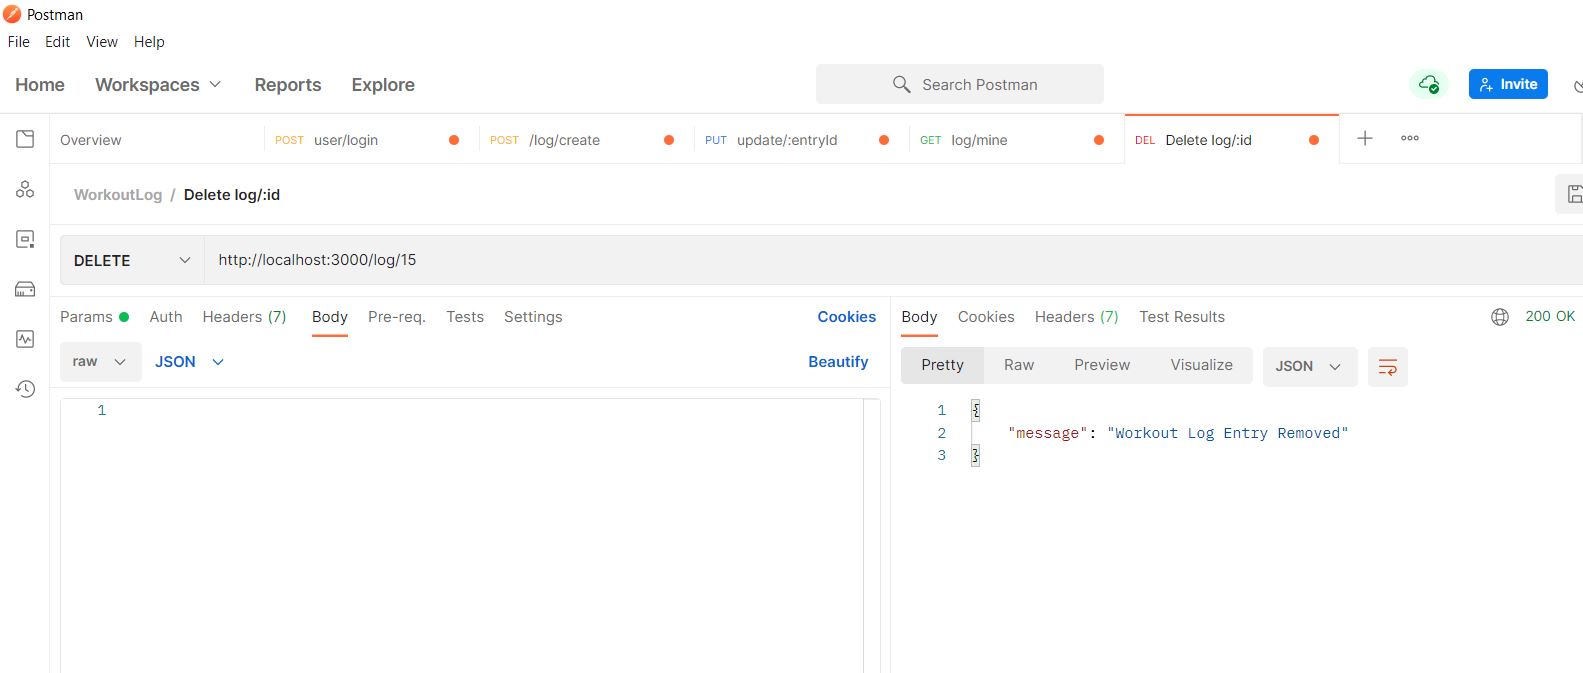 Postman
File Edit View Help
Home Workspaces Reports Explore Search Postman Invite
Overview POST user/login POST /log/create PUT update/:entryId GET log/mine DEL Delete log/:id
WorkoutLog / Delete log/:id
DELETE http://localhost:3000/log/15
Params Auth Headers (7) Body Pre-req. Tests Settings Cookies
raw JSON Beautify
1
Body Cookies Headers (7) Test Results 200 OK
Pretty Raw Preview Visualize JSON
1 {
2 "message": "Workout Log Entry Removed"
3 }